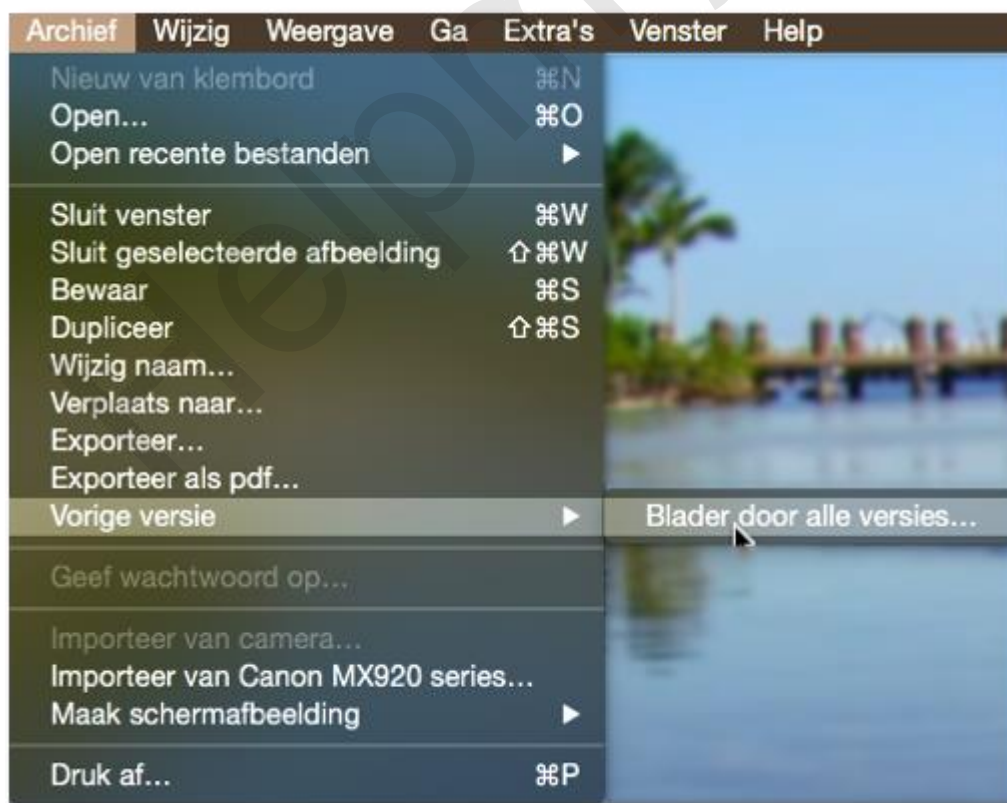 Archief Wijzig Weergave Ga Extra's Venster Help
Nieuw van klembord ⌘N
Open... ⌘O
Open recente bestanden ▶
Sluit venster ⌘W
Sluit geselecteerde afbeelding ⇧⌘W
Bewaar ⌘S
Dupliceer ⇧⌘S
Wijzig naam...
Verplaats naar...
Exporteer...
Exporteer als pdf...
Vorige versie ▶ Blader door alle versies...
Geef wachtwoord op...
Importeer van camera...
Importeer van Canon MX920 series...
Maak schermafbeelding ▶
Druk af... ⌘P